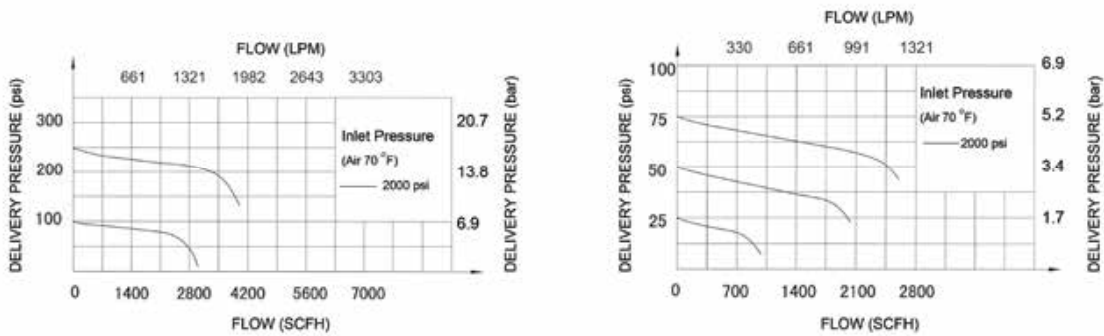 FLOW (LPM)
661 1321 1982 2643 3303
DELIVERY PRESSURE (psi)
300
200
100
Inlet Pressure
(Air 70 °F)
2000 psi
20.7
13.8
6.9
DELIVERY PRESSURE (bar)
0 1400 2800 4200 5600 7000
FLOW (SCFH)
FLOW (LPM)
330 661 991 1321
DELIVERY PRESSURE (psi)
100
75
50
25
Inlet Pressure
(Air 70 °F)
2000 psi
6.9
5.2
3.4
1.7
DELIVERY PRESSURE (bar)
0 700 1400 2100 2800
FLOW (SCFH)